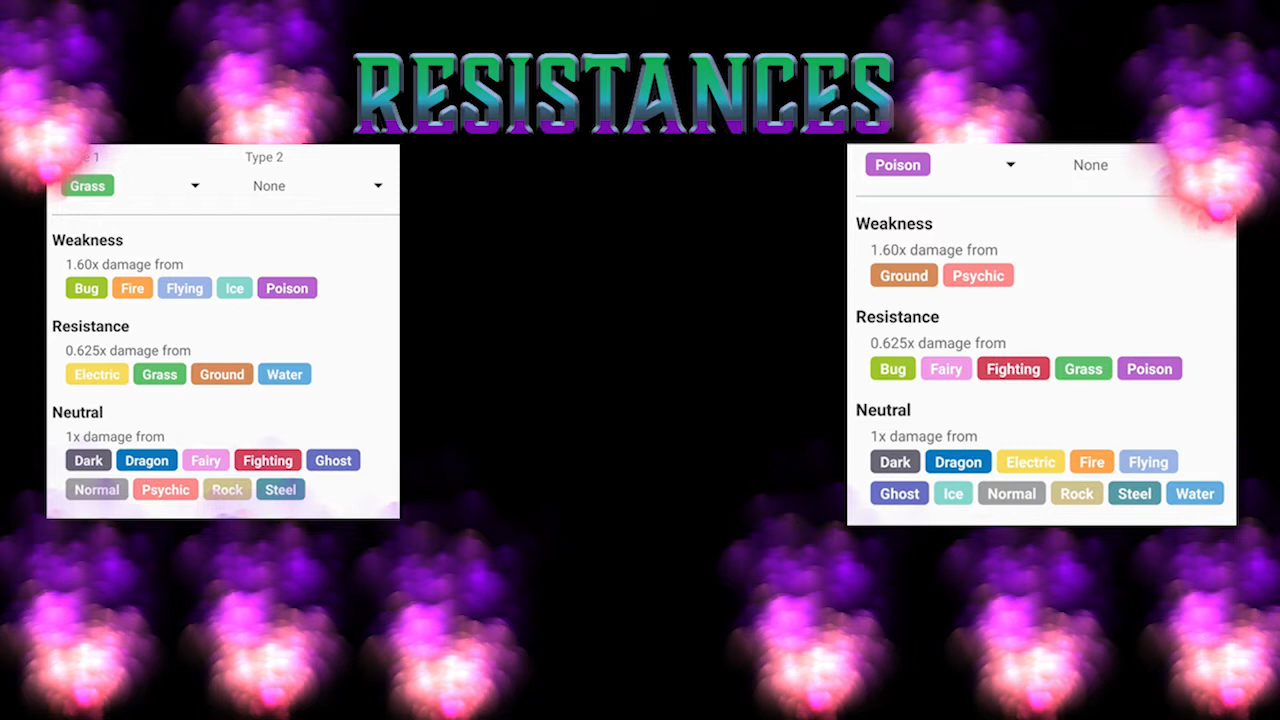 RESISTANCES
Type 2
Grass None
Weakness
1.60x damage from
Bug Fire Flying Ice Poison
Resistance
0.625x damage from
Electric Grass Ground Water
Neutral
1x damage from
Dark Dragon Fairy Fighting Ghost
Normal Psychic Rock Steel
Poison None
Weakness
1.60x damage from
Ground Psychic
Resistance
0.625x damage from
Bug Fairy Fighting Grass Poison
Neutral
1x damage from
Dark Dragon Electric Fire Flying
Ghost Ice Normal Rock Steel Water